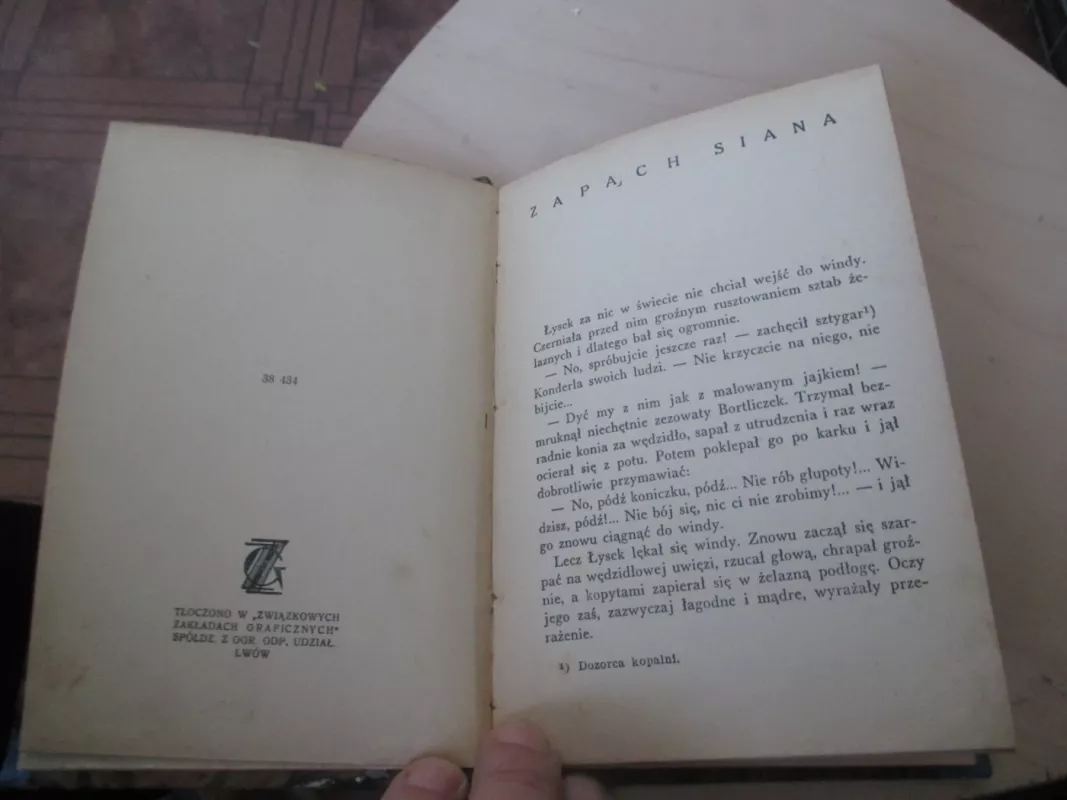 38 434
TŁOCZONO W „ZWIĄZKOWYCH
ZAKŁADACH GRAFICZNYCH"
SPÓŁDZ. Z OGR. ODP. UDZIAŁ.
LWÓW
ZAPACH SIANA
Łysek za nic w świecie nie chciał wejść do windy.
Czerniała przed nim groźnym rusztowaniem sztab że-
laznych i dlatego bał się ogromnie.
— No, spróbujcie jeszcze raz! — zachęcił sztygar¹)
Konderla swoich ludzi. — Nie krzyczcie na niego, nie
bijcie...
— Dyć my z nim jak z malowanym jajkiem! —
mruknął niechętnie zezowaty Bortliczek. Trzymał bez-
radnie konia za wędzidło, sapał z utrudzenia i raz wraz
ocierał się z potu. Potem poklepał go po karku i jął
dobrotliwie przymawiać:
— No, pódź koniczku, pódź... Nie rób głupoty!... Wi-
dzisz, pódź!... Nie bój się, nic ci nie zrobimy!... — i jął
go znowu ciągnąć do windy.
Lecz Łysek lękał się windy. Znowu zaczął się szar-
pać na wędzidlowej uwięzi, rzucał głową, chrapał groź-
nie, a kopytami zapierał się w żelazną podłogę. Oczy
jego zaś, zazwyczaj łagodne i mądre, wyrażały prze-
rażenie.
¹) Dozorca kopalni.